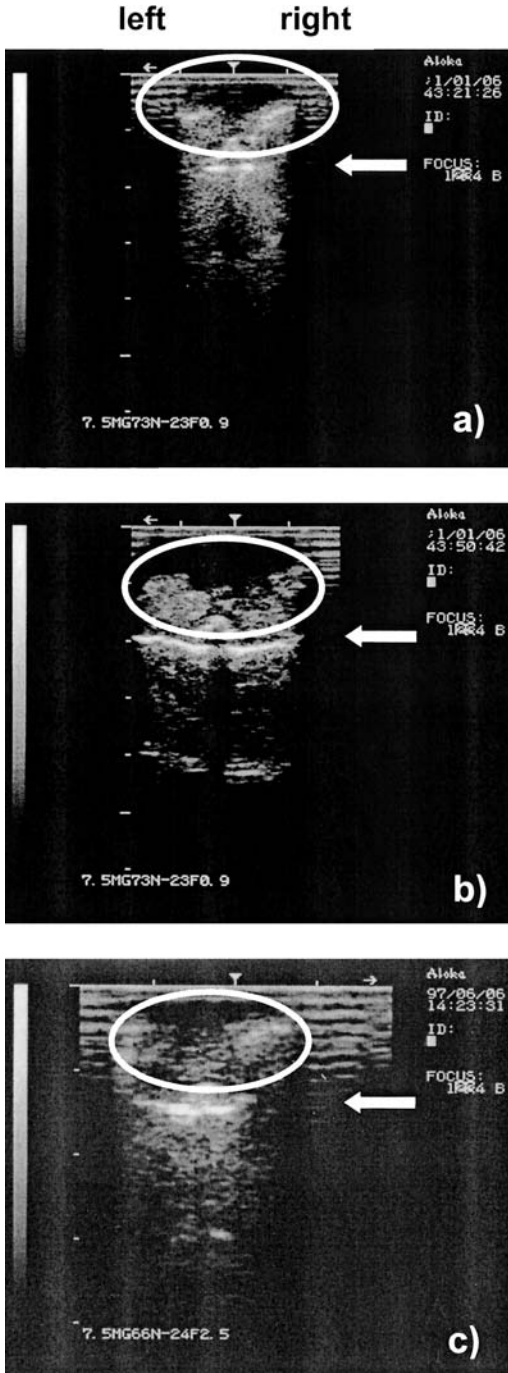 left right
Aloka
1/01/06
43:21:26
ID:
FOCUS:
7.5MG73N-23F0.9
a)
Aloka
1/01/06
43:50:42
ID:
FOCUS:
7.5MG73N-23F0.9
b)
Aloka
97/06/06
14:23:31
ID:
FOCUS:
7.5MG66N-24F2.5
c)